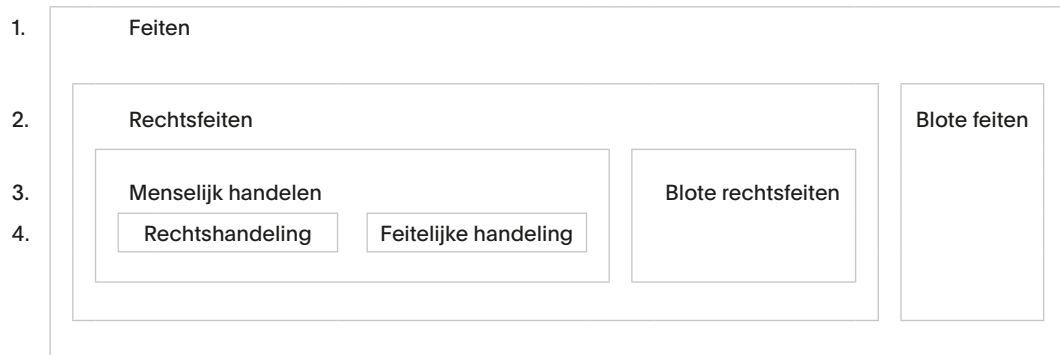 1. Feiten
2. Rechtsfeiten Blote feiten
3. Menselijk handelen Blote rechtsfeiten
4. Rechtshandeling Feitelijke handeling